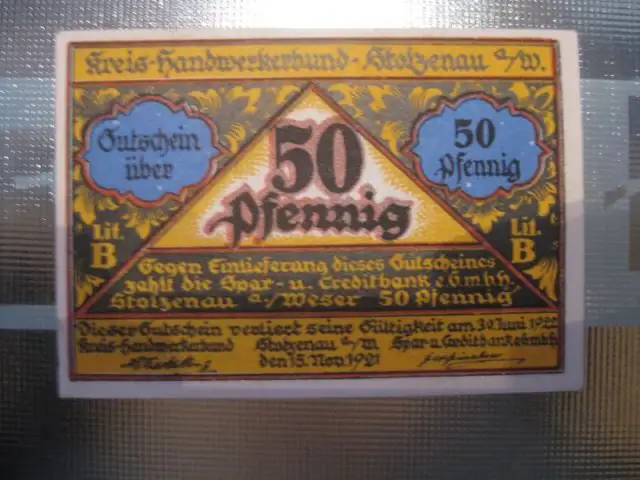 Kreis-Handwerkerbund-Stolzenau a/W.
Gutschein über
50 Pfennig
50 Pfennig
Lit. B
Lit. B
Gegen Einlieferung dieses Gutscheines
zahlt die Spar- u. Creditbank e.G.m.b.H.
Stolzenau a./Weser 50 Pfennig
Dieser Gutschein verliert seine Gültigkeit am 30. Juni 1922
Kreis-Handwerkerbund Stolzenau a/W Spar-u. Creditbank e.G.m.b.H.
den 15. Nov. 1921